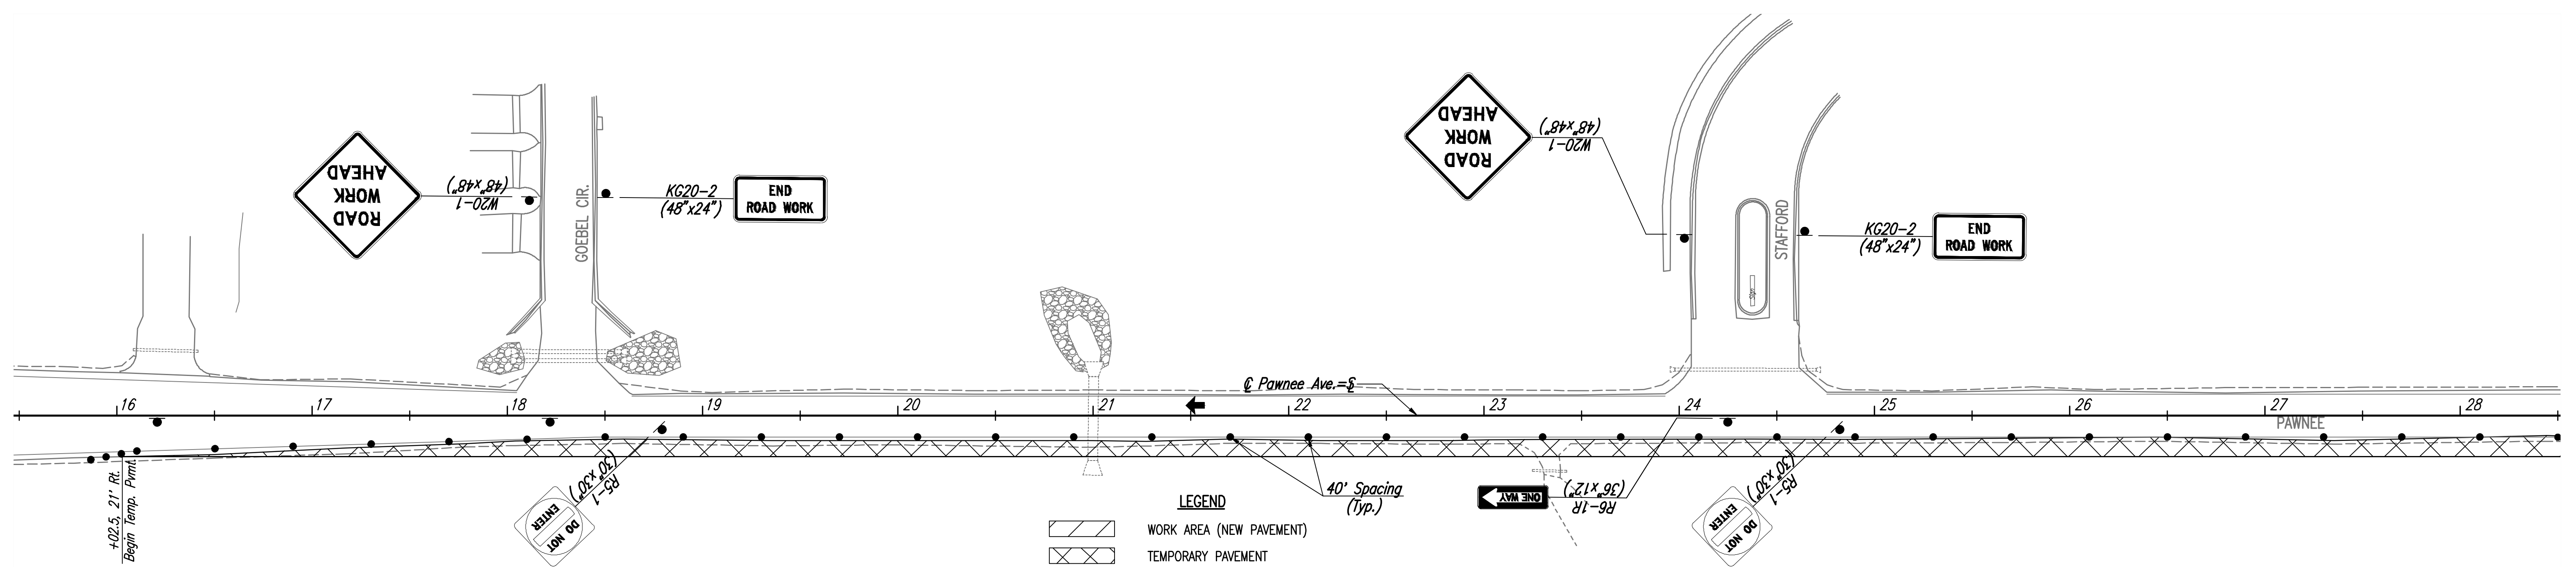 ROAD
WORK
AHEAD
W20-1
(48"x48")
GOEBEL CIR.
KG20-2
(48"x24")
END
ROAD WORK
ROAD
WORK
AHEAD
W20-1
(48"x48")
Sign
STAFFORD
KG20-2
(48"x24")
END
ROAD WORK
℄ Pawnee Ave.=
16 17 18 19 20 21 22 23 24 25 26 27 28
PAWNEE
+02.5, 21' Rt.
Begin Temp. Pvmt.
R5-1
(30"x30")
DO NOT
ENTER
40' Spacing
(Typ.)
ONE WAY
R6-1R
(36"x12")
R5-1
(30"x30")
DO NOT
ENTER
LEGEND
WORK AREA (NEW PAVEMENT)
TEMPORARY PAVEMENT